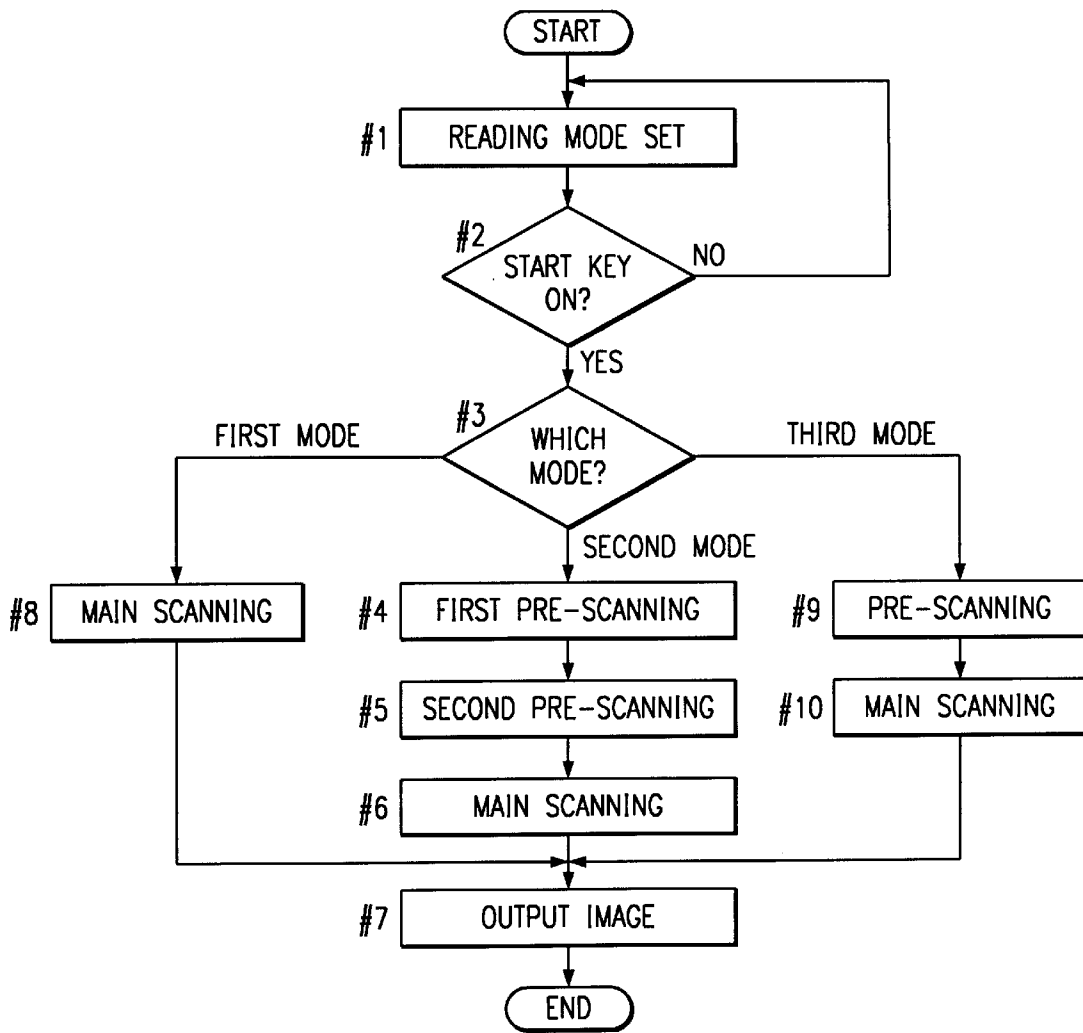 START
#1
READING MODE SET
#2
START KEY
ON?
NO
YES
#3
WHICH
MODE?
FIRST MODE
THIRD MODE
SECOND MODE
#8
MAIN SCANNING
#4
FIRST PRE-SCANNING
#9
PRE-SCANNING
#5
SECOND PRE-SCANNING
#10
MAIN SCANNING
#6
MAIN SCANNING
#7
OUTPUT IMAGE
END